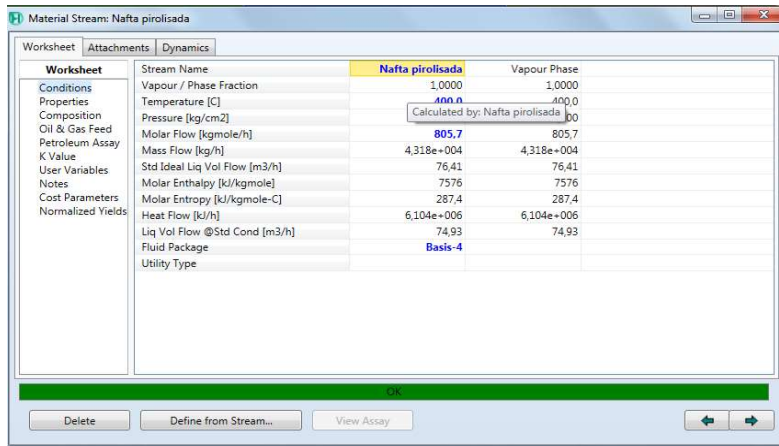 Material Stream: Nafta pirolisada
Worksheet Attachments Dynamics
Worksheet
Conditions
Properties
Composition
Oil & Gas Feed
Petroleum Assay
K Value
User Variables
Notes
Cost Parameters
Normalized Yields
Stream Name Nafta pirolisada Vapour Phase
Vapour / Phase Fraction 1,0000 1,0000
Temperature [C] 400,0 400,0
Pressure [kg/cm2] 00
Calculated by: Nafta pirolisada
Molar Flow [kgmole/h] 805,7 805,7
Mass Flow [kg/h] 4,318e+004 4,318e+004
Std Ideal Liq Vol Flow [m3/h] 76,41 76,41
Molar Enthalpy [kJ/kgmole] 7576 7576
Molar Entropy [kJ/kgmole-C] 287,4 287,4
Heat Flow [kJ/h] 6,104e+006 6,104e+006
Liq Vol Flow @Std Cond [m3/h] 74,93 74,93
Fluid Package Basis-4
Utility Type
OK
Delete Define from Stream... View Assay